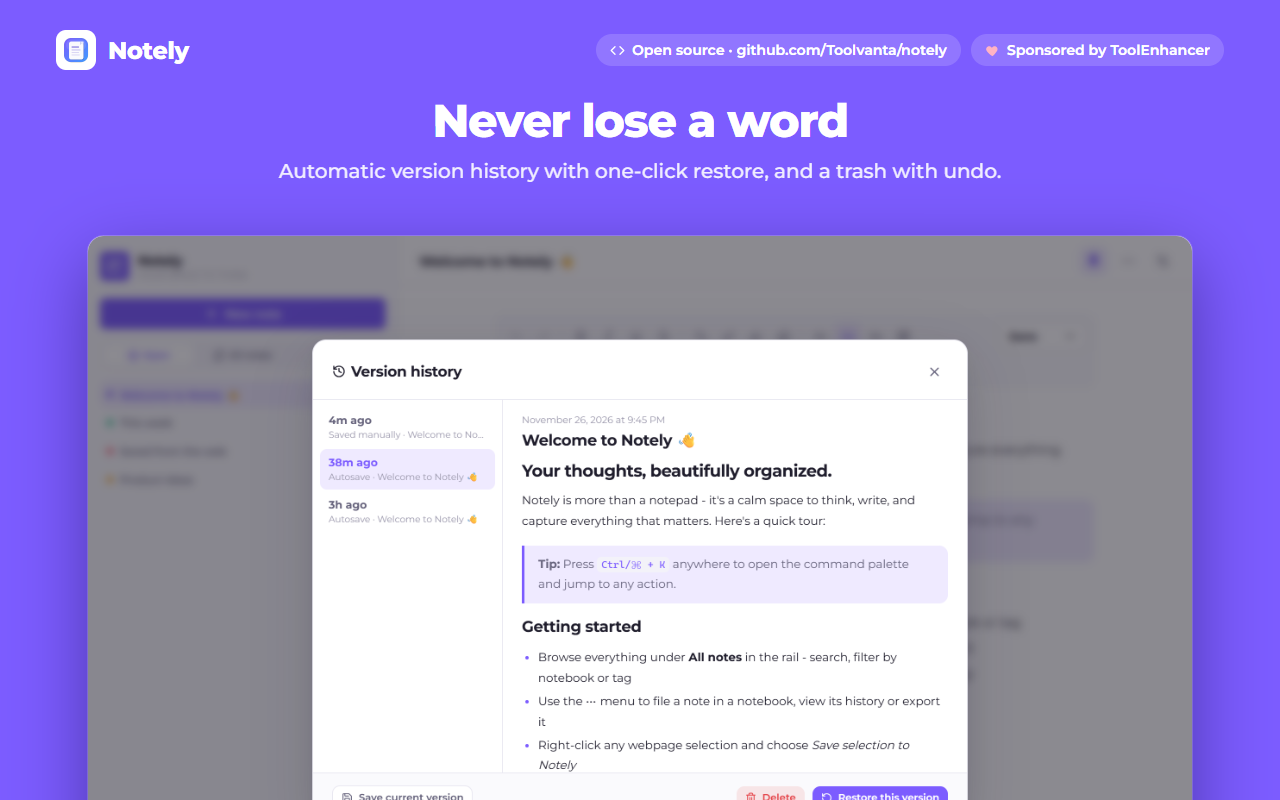 Notely
Open source · github.com/Toolvanta/notely
Sponsored by ToolEnhancer
Never lose a word
Automatic version history with one-click restore, and a trash with undo.
Notely
Welcome to Notely 👋
Version history
4m ago
Saved manually · Welcome to No...
38m ago
Autosave · Welcome to Notely 👋
3h ago
Autosave · Welcome to Notely 👋
November 26, 2026 at 9:45 PM
Welcome to Notely 👋
Your thoughts, beautifully organized.
Notely is more than a notepad - it's a calm space to think, write, and
capture everything that matters. Here's a quick tour:
Tip: Press Ctrl/⌘ + K anywhere to open the command palette
and jump to any action.
Getting started
• Browse everything under All notes in the rail - search, filter by
notebook or tag
• Use the ··· menu to file a note in a notebook, view its history or export
it
• Right-click any webpage selection and choose Save selection to
Notely
Save current version
Delete
Restore this version